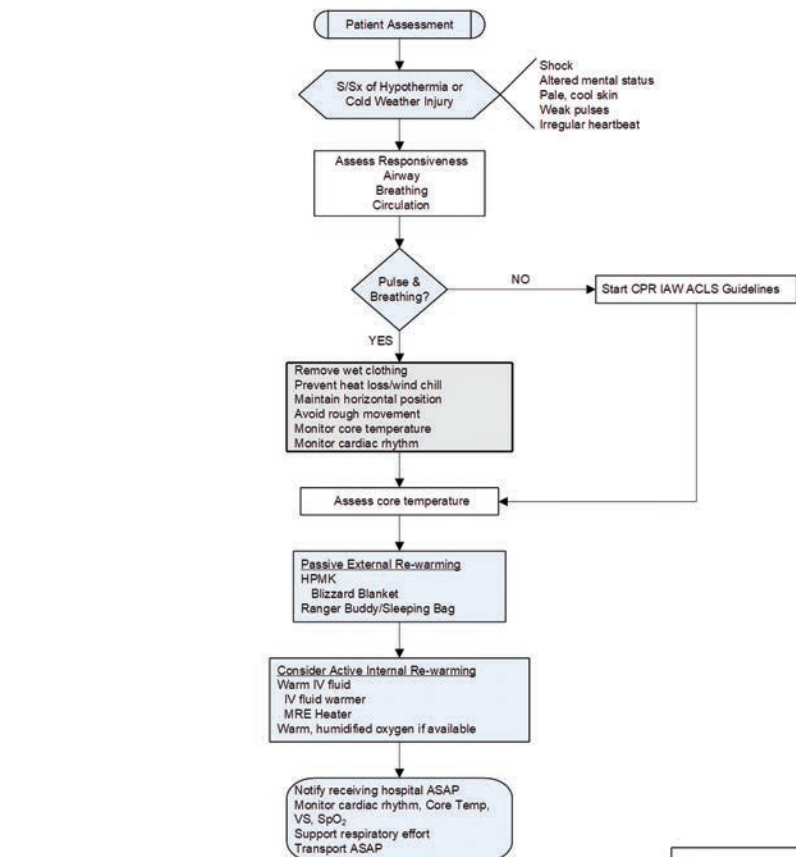 Patient Assessment
S/Sx of Hypothermia or
Cold Weather Injury
Shock
Altered mental status
Pale, cool skin
Weak pulses
Irregular heartbeat
Assess Responsiveness
Airway
Breathing
Circulation
Pulse &
Breathing?
NO
Start CPR IAW ACLS Guidelines
YES
Remove wet clothing
Prevent heat loss/wind chill
Maintain horizontal position
Avoid rough movement
Monitor core temperature
Monitor cardiac rhythm
Assess core temperature
Passive External Re-warming
HPMK
Blizzard Blanket
Ranger Buddy/Sleeping Bag
Consider Active Internal Re-warming
Warm IV fluid
IV fluid warmer
MRE Heater
Warm, humidified oxygen if available
Notify receiving hospital ASAP
Monitor cardiac rhythm, Core Temp,
VS, SpO₂
Support respiratory effort
Transport ASAP